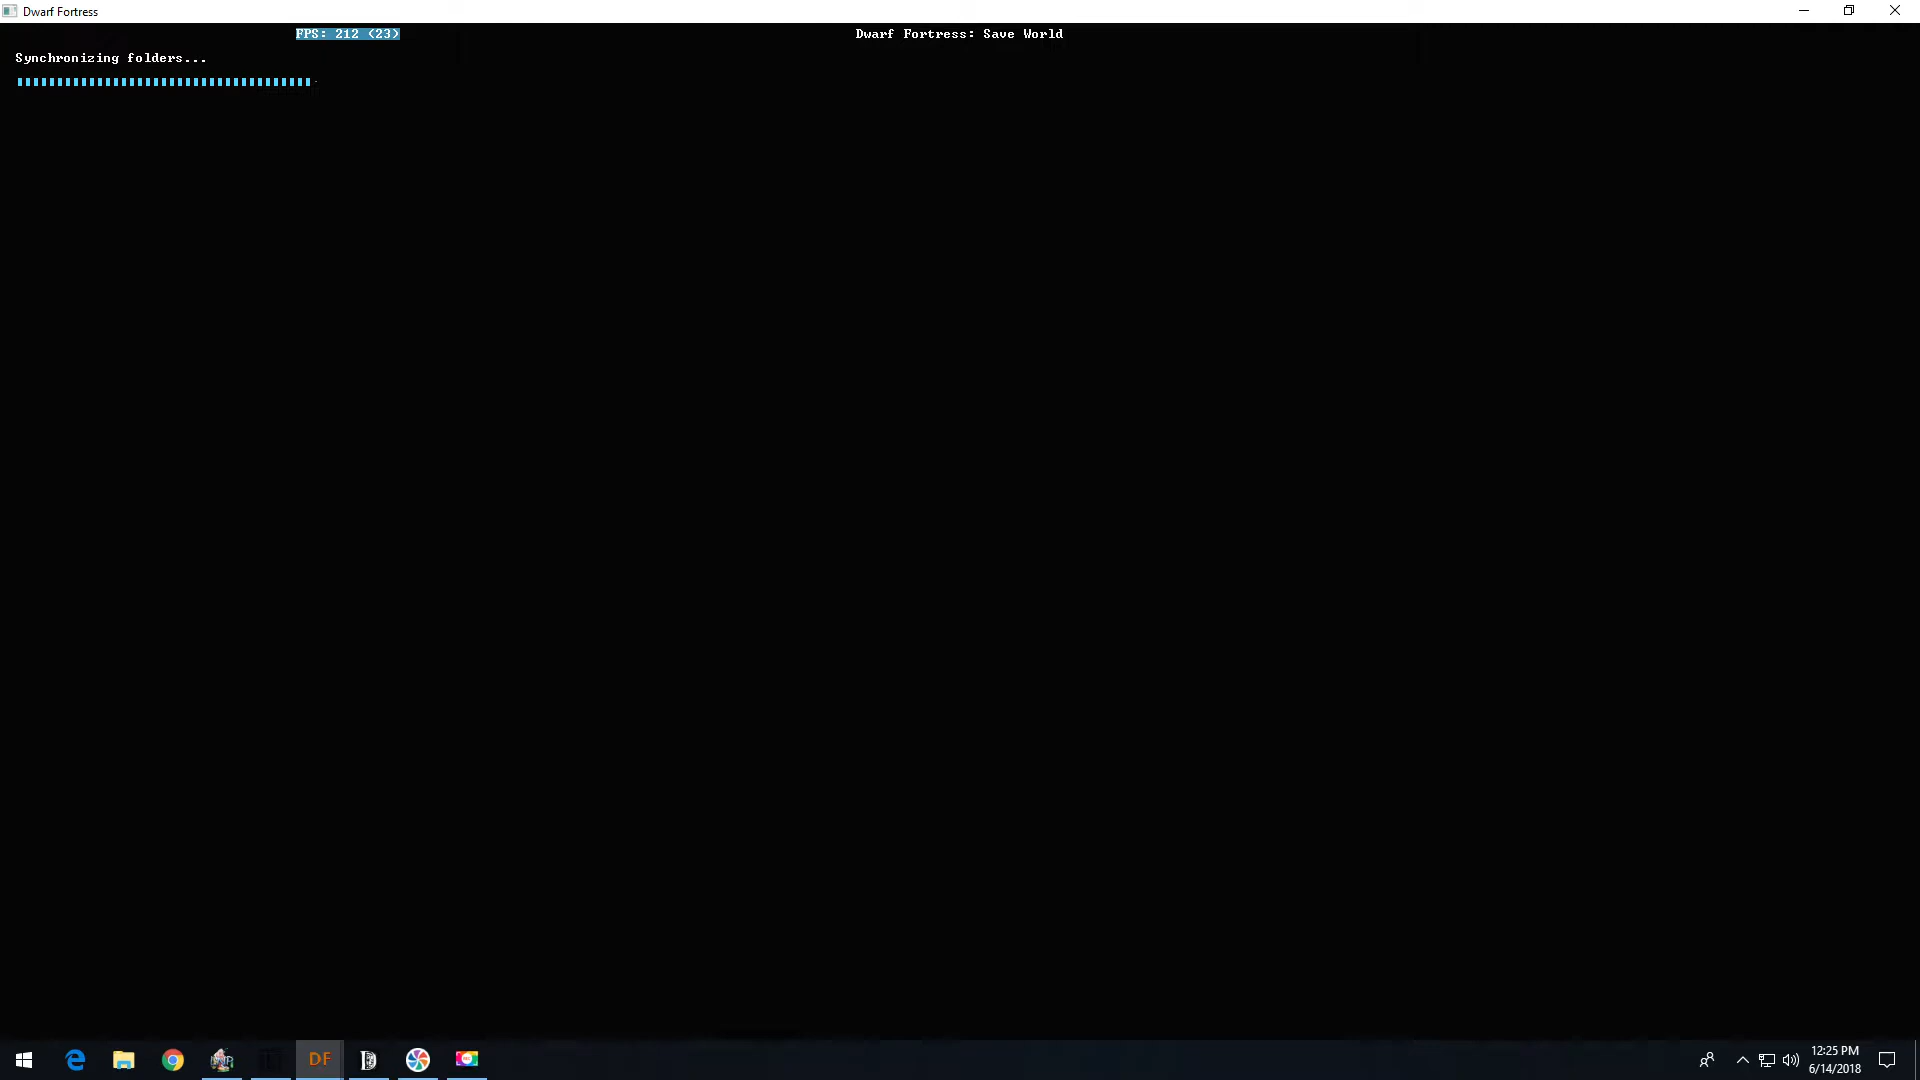 Dwarf Fortress
FPS: 212 (23)
Dwarf Fortress: Save World
Synchronizing folders...
DF
12:25 PM
6/14/2018